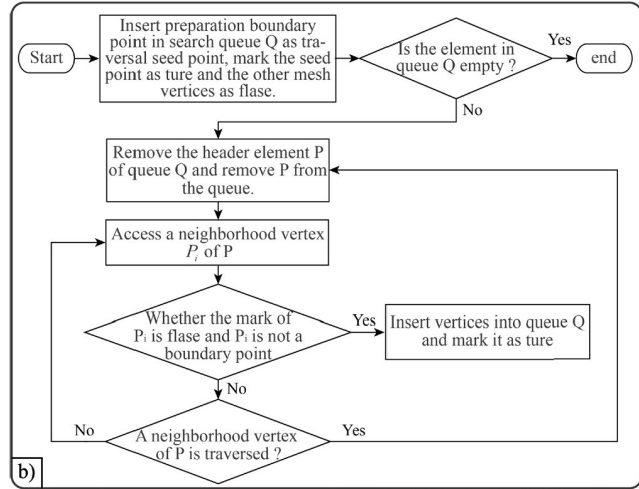 Start
Insert preparation boundary
point in search queue Q as tra-
versal seed point, mark the seed
point as ture and the other mesh
vertices as flase.
Is the element in
queue Q empty ?
Yes
end
No
Remove the header element P
of queue Q and remove P from
the queue.
Access a neighborhood vertex
Pi of P
Whether the mark of
Pi is flase and Pi is not a
boundary point
Yes
Insert vertices into queue Q
and mark it as ture
No
A neighborhood vertex
of P is traversed ?
No
Yes
b)